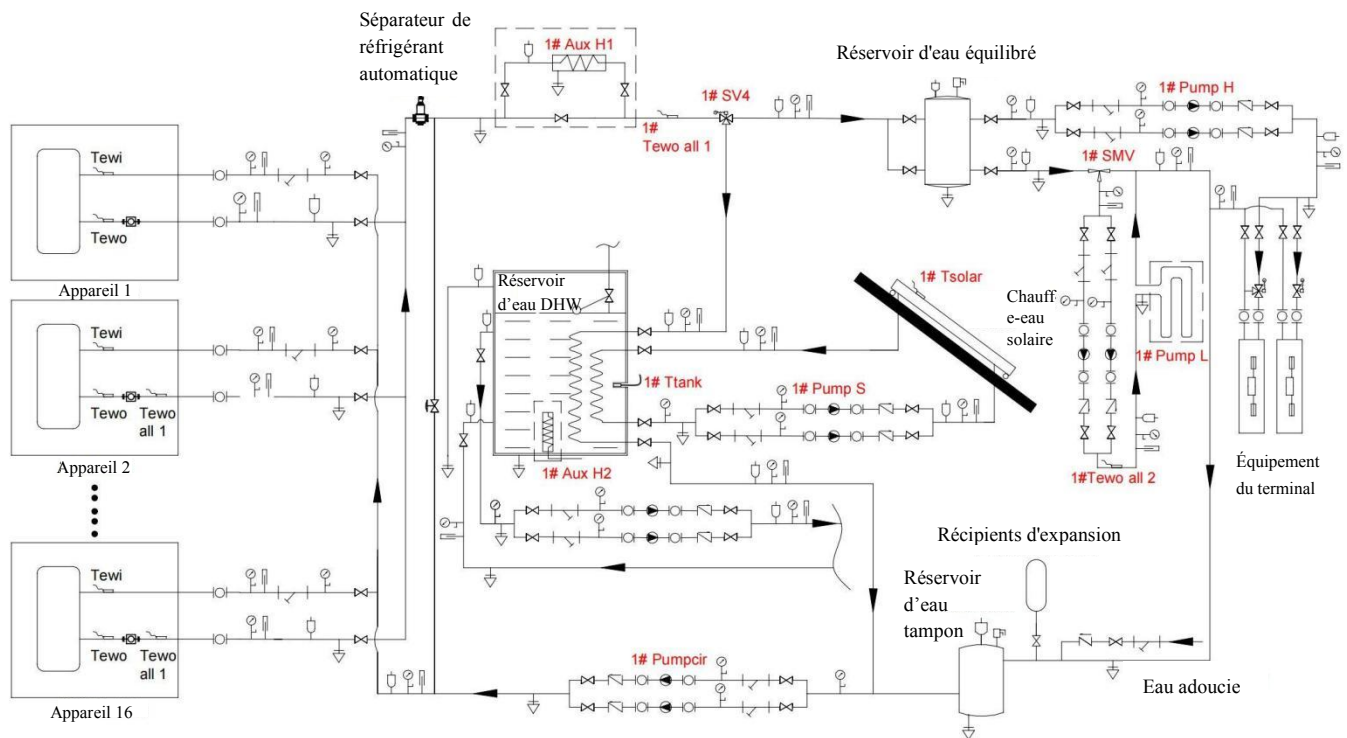 Séparateur de
réfrigérant
automatique
1# Aux H1
1# SV4
1#
Tewo all 1
Réservoir d'eau équilibré
1# Pump H
1# SMV
Tewi
Tewo
Appareil 1
Tewi
Tewo
Tewo
all 1
Appareil 2
Tewi
Tewo
Tewo
all 1
Appareil 16
Réservoir
d'eau DHW
1# Tsolar
Chauff
e-eau
solaire
1# Ttank
1# Pump S
1# Pump L
1# Aux H2
1#Tewo all 2
Équipement
du terminal
Récipients d'expansion
Réservoir
d’eau
tampon
1# Pumpcir
Eau adoucie